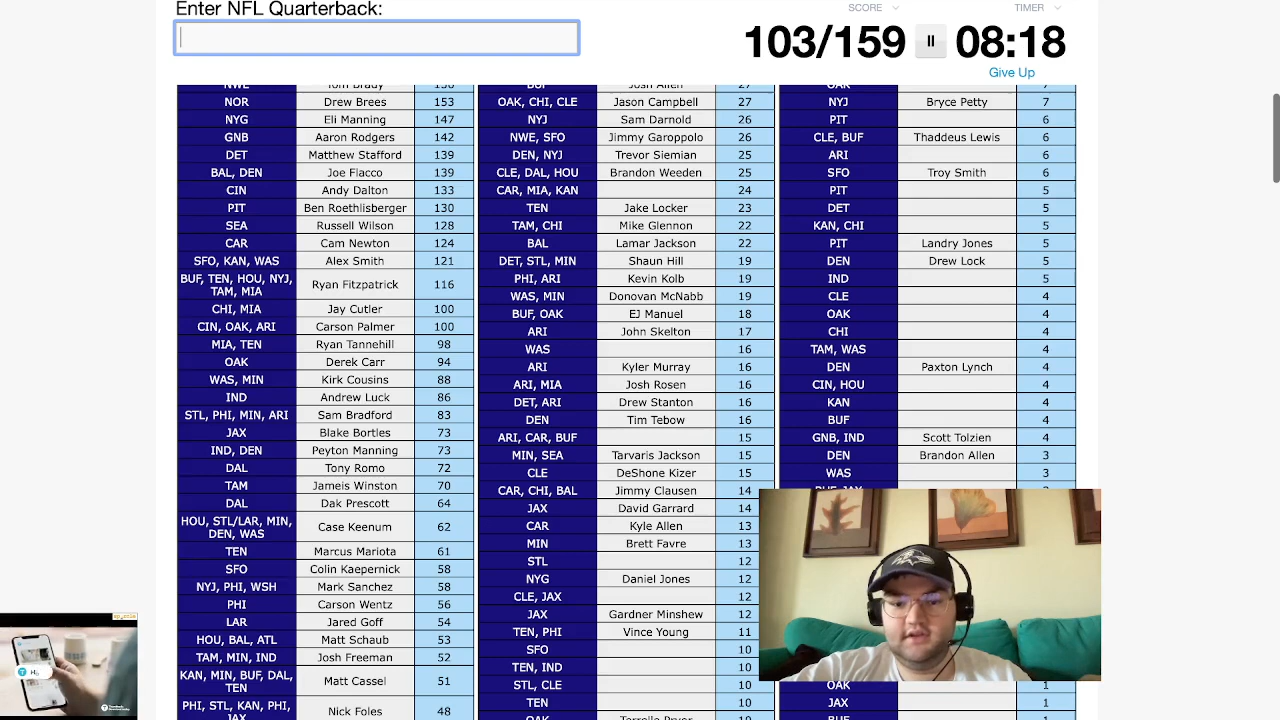 Enter NFL Quarterback:
SCORE TIMER
103/159 08:18
Give Up
NWE Tom Brady 156 BUF Josh Allen 27 OAK 7
NOR Drew Brees 153 OAK, CHI, CLE Jason Campbell 27 NYJ Bryce Petty 7
NYG Eli Manning 147 NYJ Sam Darnold 26 PIT 6
GNB Aaron Rodgers 142 NWE, SFO Jimmy Garoppolo 26 CLE, BUF Thaddeus Lewis 6
DET Matthew Stafford 139 DEN, NYJ Trevor Siemian 25 ARI 6
BAL, DEN Joe Flacco 139 CLE, DAL, HOU Brandon Weeden 25 SFO Troy Smith 6
CIN Andy Dalton 133 CAR, MIA, KAN 24 PIT 5
PIT Ben Roethlisberger 130 TEN Jake Locker 23 DET 5
SEA Russell Wilson 128 TAM, CHI Mike Glennon 22 KAN, CHI 5
CAR Cam Newton 124 BAL Lamar Jackson 22 PIT Landry Jones 5
SFO, KAN, WAS Alex Smith 121 DET, STL, MIN Shaun Hill 19 DEN Drew Lock 5
BUF, TEN, HOU, NYJ, TAM, MIA Ryan Fitzpatrick 116 PHI, ARI Kevin Kolb 19 IND 5
WAS, MIN Donovan McNabb 19 CLE 4
CHI, MIA Jay Cutler 100 BUF, OAK EJ Manuel 18 OAK 4
CIN, OAK, ARI Carson Palmer 100 ARI John Skelton 17 CHI 4
MIA, TEN Ryan Tannehill 98 WAS 16 TAM, WAS 4
OAK Derek Carr 94 ARI Kyler Murray 16 DEN Paxton Lynch 4
WAS, MIN Kirk Cousins 88 ARI, MIA Josh Rosen 16 CIN, HOU 4
IND Andrew Luck 86 DET, ARI Drew Stanton 16 KAN 4
STL, PHI, MIN, ARI Sam Bradford 83 DEN Tim Tebow 16 BUF 4
JAX Blake Bortles 73 ARI, CAR, BUF 15 GNB, IND Scott Tolzien 4
IND, DEN Peyton Manning 73 MIN, SEA Tarvaris Jackson 15 DEN Brandon Allen 3
DAL Tony Romo 72 CLE DeShone Kizer 15 WAS 3
TAM Jameis Winston 70 CAR, CHI, BAL Jimmy Clausen 14
DAL Dak Prescott 64 JAX David Garrard 14
HOU, STL/LAR, MIN, DEN, WAS Case Keenum 62 CAR Kyle Allen 13
TEN Marcus Mariota 61 MIN Brett Favre 13
SFO Colin Kaepernick 58 STL 12
NYJ, PHI, WSH Mark Sanchez 58 NYG Daniel Jones 12
PHI Carson Wentz 56 CLE, JAX 12
LAR Jared Goff 54 JAX Gardner Minshew 12
HOU, BAL, ATL Matt Schaub 53 TEN, PHI Vince Young 11
TAM, MIN, IND Josh Freeman 52 SFO 10
KAN, MIN, BUF, DAL, TEN Matt Cassel 51 TEN, IND 10
STL, CLE 10 OAK 1
PHI, STL, KAN, PHI, JAX Nick Foles 48 TEN 10 JAX 1
OAK Terrelle Pryor 10 BUF